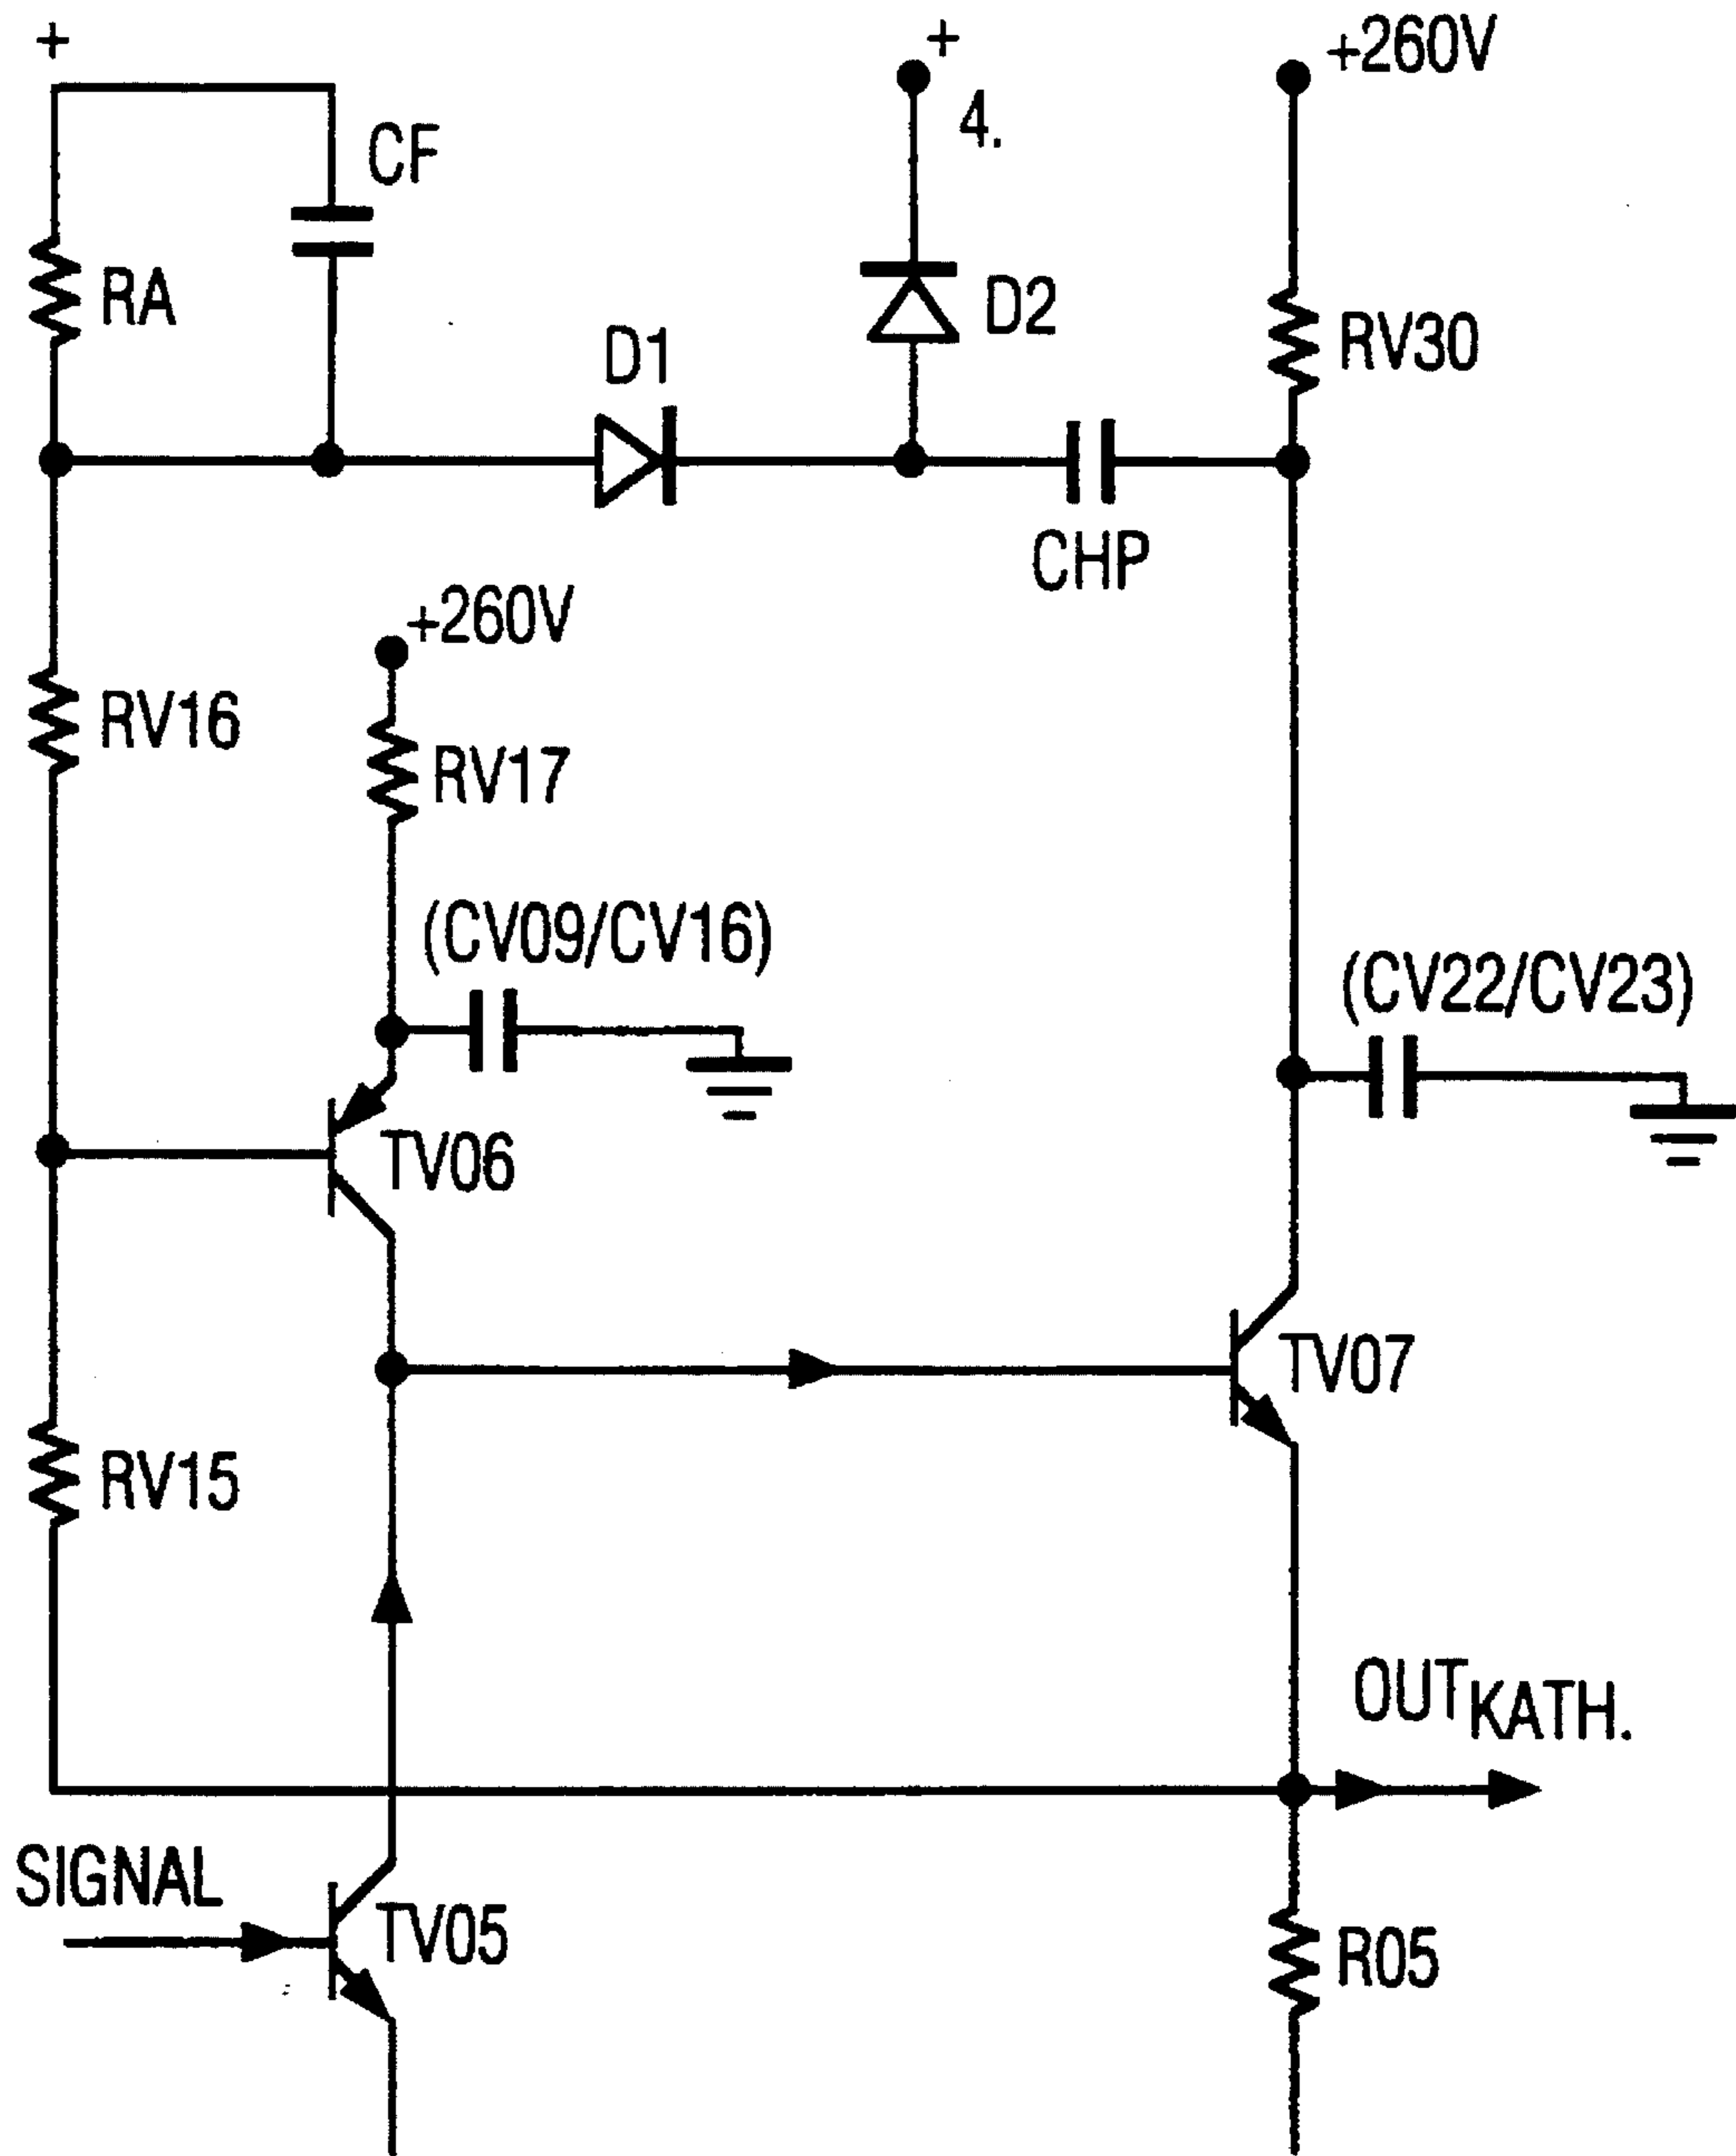 +
+
+260V
4.
CF
RA
D2
RV30
D1
CHP
+260V
RV16
RV17
(CV09/CV16)
(CV22/CV23)
TV06
TV07
RV15
OUTKATH.
SIGNAL
TV05
R05